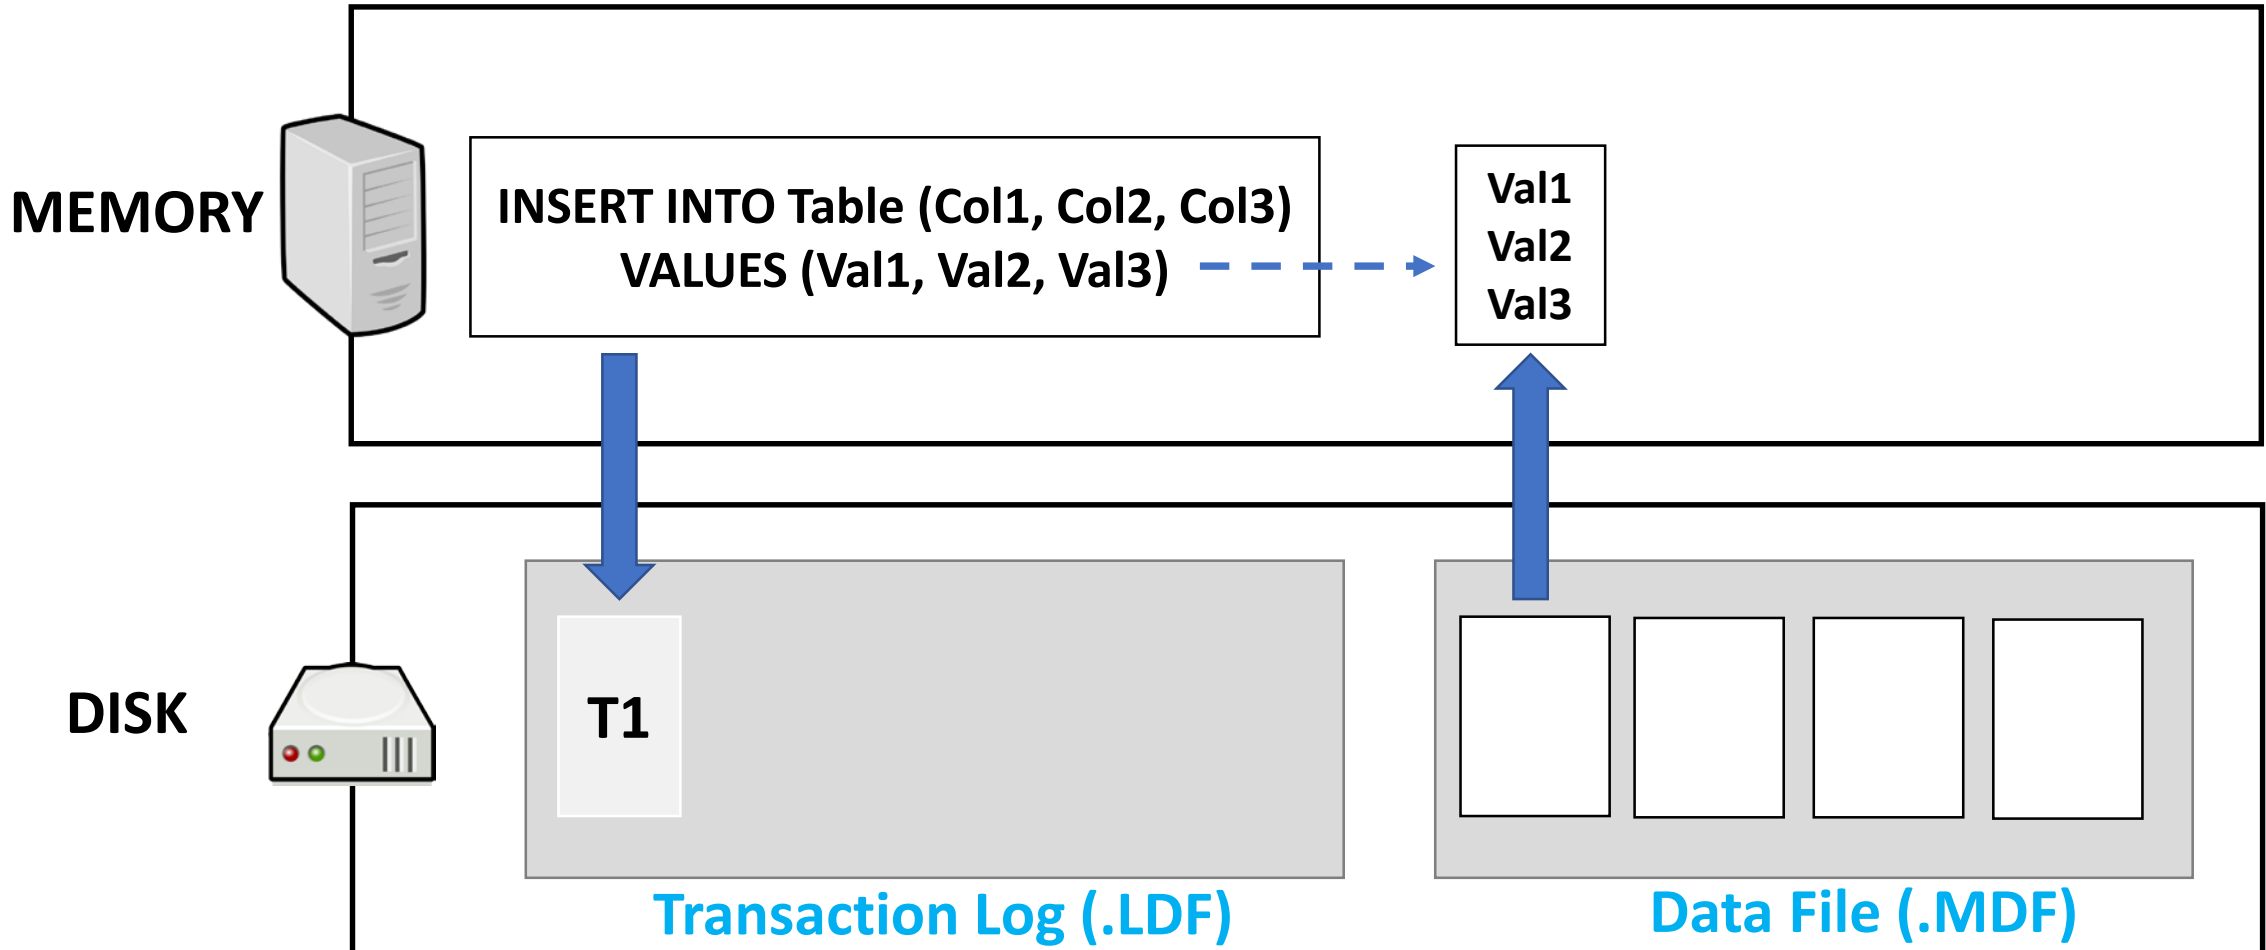 MEMORY
INSERT INTO Table (Col1, Col2, Col3)
VALUES (Val1, Val2, Val3)
Val1
Val2
Val3
DISK
T1
Transaction Log (.LDF)
Data File (.MDF)